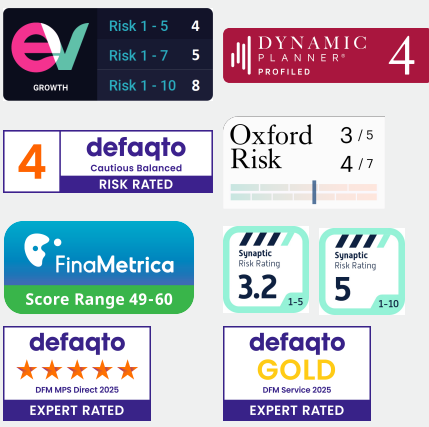 ev
GROWTH
Risk 1 - 5 4
Risk 1 - 7 5
Risk 1 - 10 8
DYNAMIC
PLANNER®
PROFILED
4
4
defaqto
Cautious Balanced
RISK RATED
Oxford
Risk
3 / 5
4 / 7
FinaMetrica
Score Range 49-60
Synaptic
Risk Rating
3.2
1-5
Synaptic
Risk Rating
5
1-10
defaqto
DFM MPS Direct 2025
EXPERT RATED
defaqto
GOLD
DFM Service 2025
EXPERT RATED